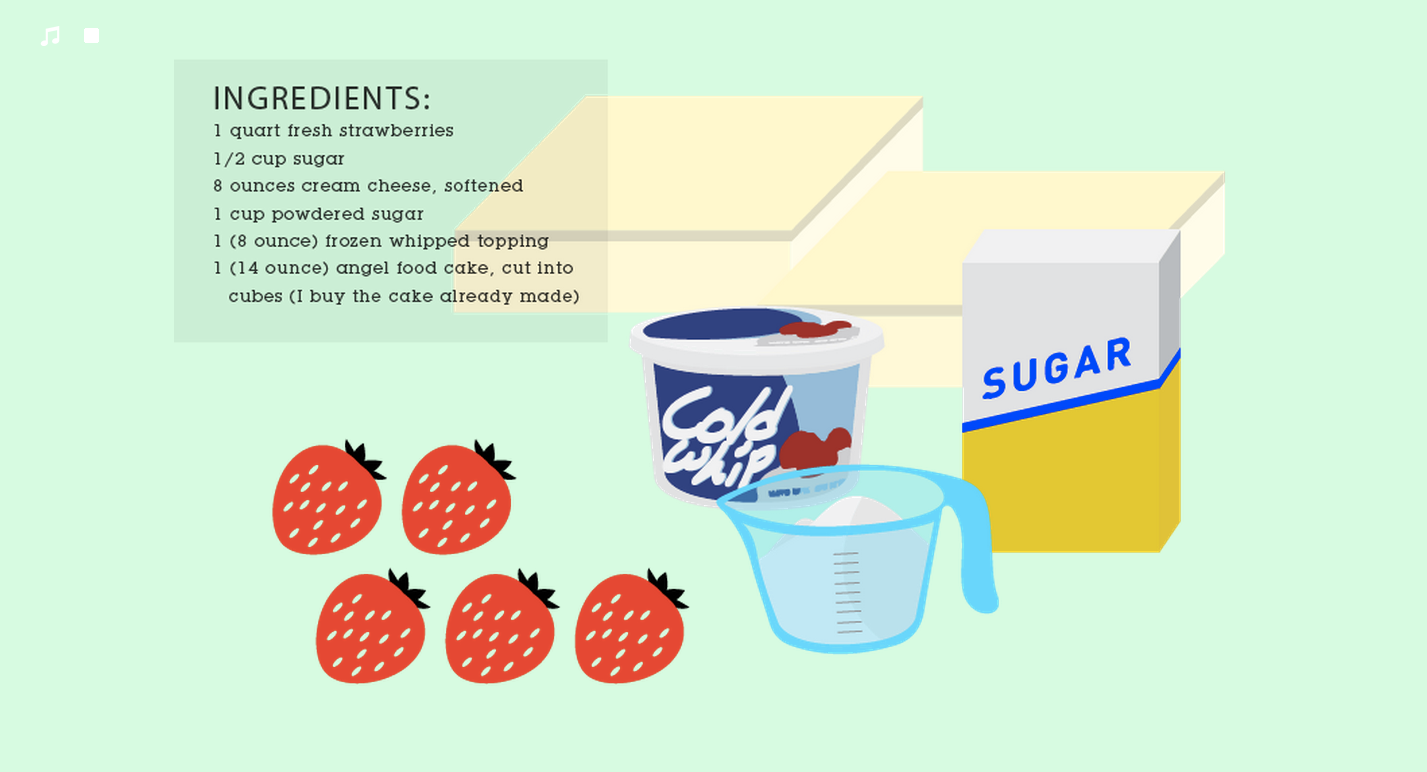 INGREDIENTS:
1 quart fresh strawberries
1/2 cup sugar
8 ounces cream cheese, softened
1 cup powdered sugar
1 (8 ounce) frozen whipped topping
1 (14 ounce) angel food cake, cut into
cubes (I buy the cake already made)
SUGAR
Cold
Whip